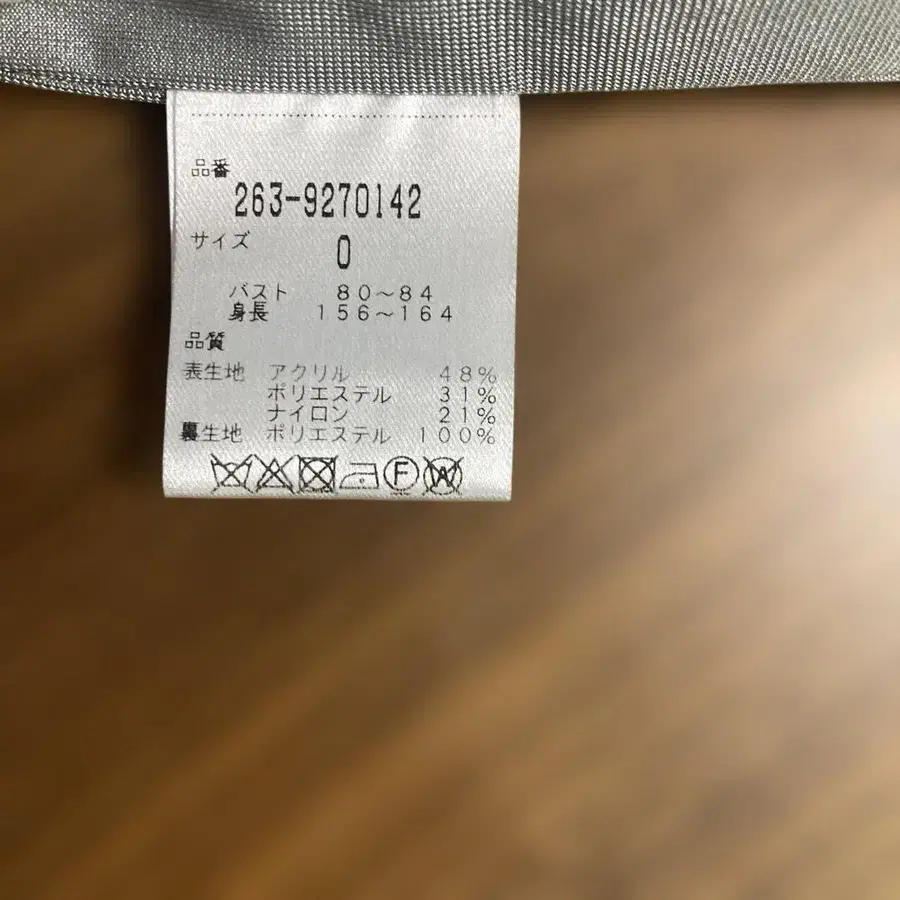 品番
263-9270142
サイズ
0
バスト 80～84
身長 156～164
品質
表生地 アクリル 48%
ポリエステル 31%
ナイロン 21%
裏生地 ポリエステル 100%
F W